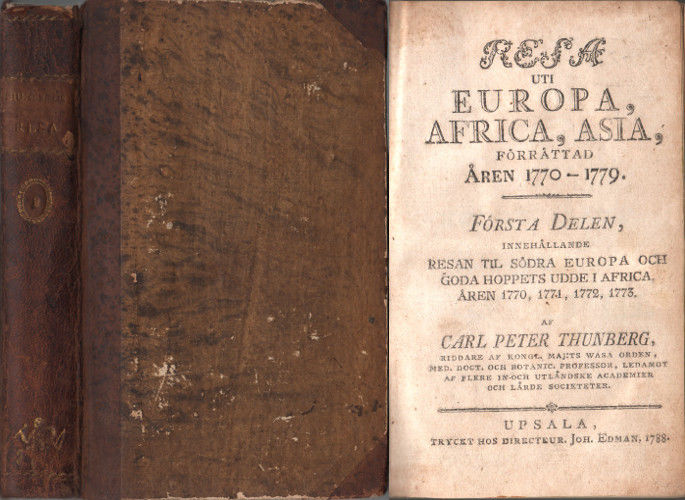 RESA
1
RESA
UTI
EUROPA,
AFRICA, ASIA,
FÖRRÄTTAD
ÅREN 1770-1779.
FÖRSTA DELEN,
INNEHÅLLANDE
RESAN TIL SÖDRA EUROPA OCH
GODA HOPPETS UDDE I AFRICA
ÅREN 1770, 1771, 1772, 1773.
AF
CARL PETER THUNBERG,
RIDDARE AF KONGL. MAJ:TS WASA ORDEN,
MED. DOCT. OCH BOTANIC. PROFESSOR, LEDAMOT
AF FLERE IN-OCH UTLÄNDSKE ACADEMIER
OCH LÄRDE SOCIETETER.
UPSALA,
TRYCKT HOS DIRECTEUR. JOH. EDMAN, 1788.